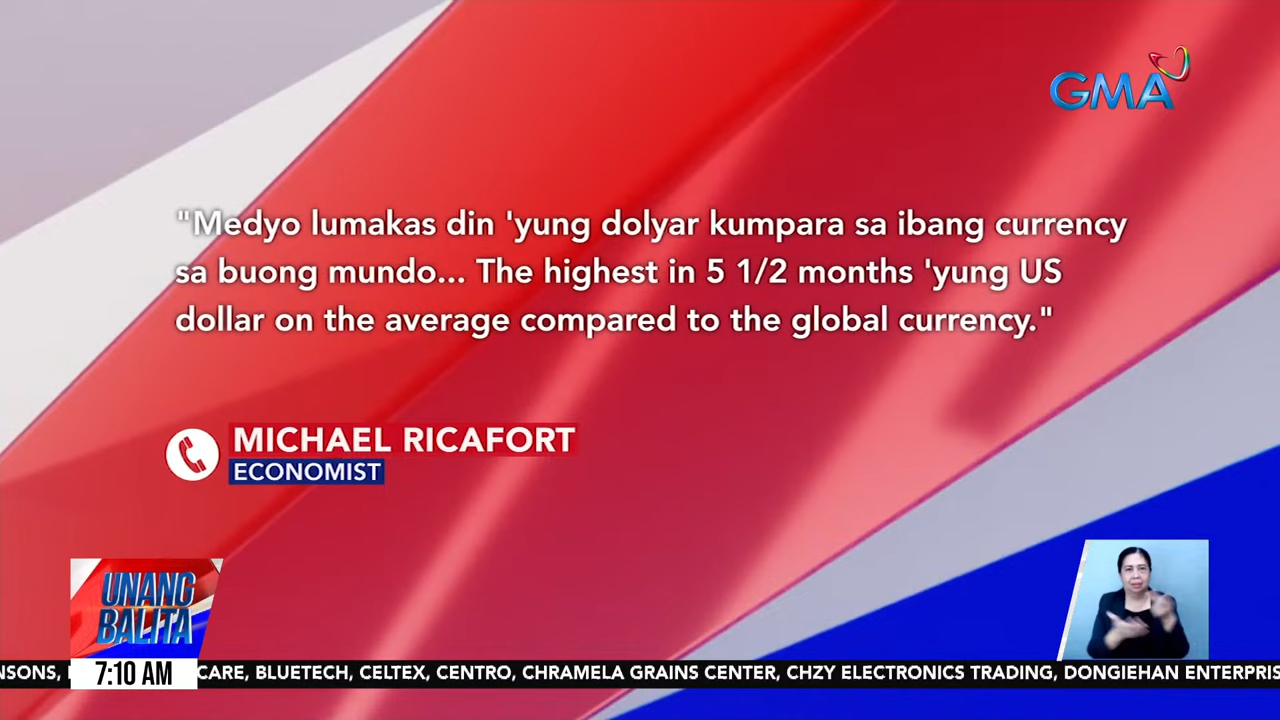 GMA
"Medyo lumakas din 'yung dolyar kumpara sa ibang currency
sa buong mundo... The highest in 5 1/2 months 'yung US
dollar on the average compared to the global currency."
MICHAEL RICAFORT
ECONOMIST
UNANG
BALITA
7:10 AM
CARE, BLUETECH, CELTEX, CENTRO, CHRAMELA GRAINS CENTER, CHZY ELECTRONICS TRADING, DONGIEHAN